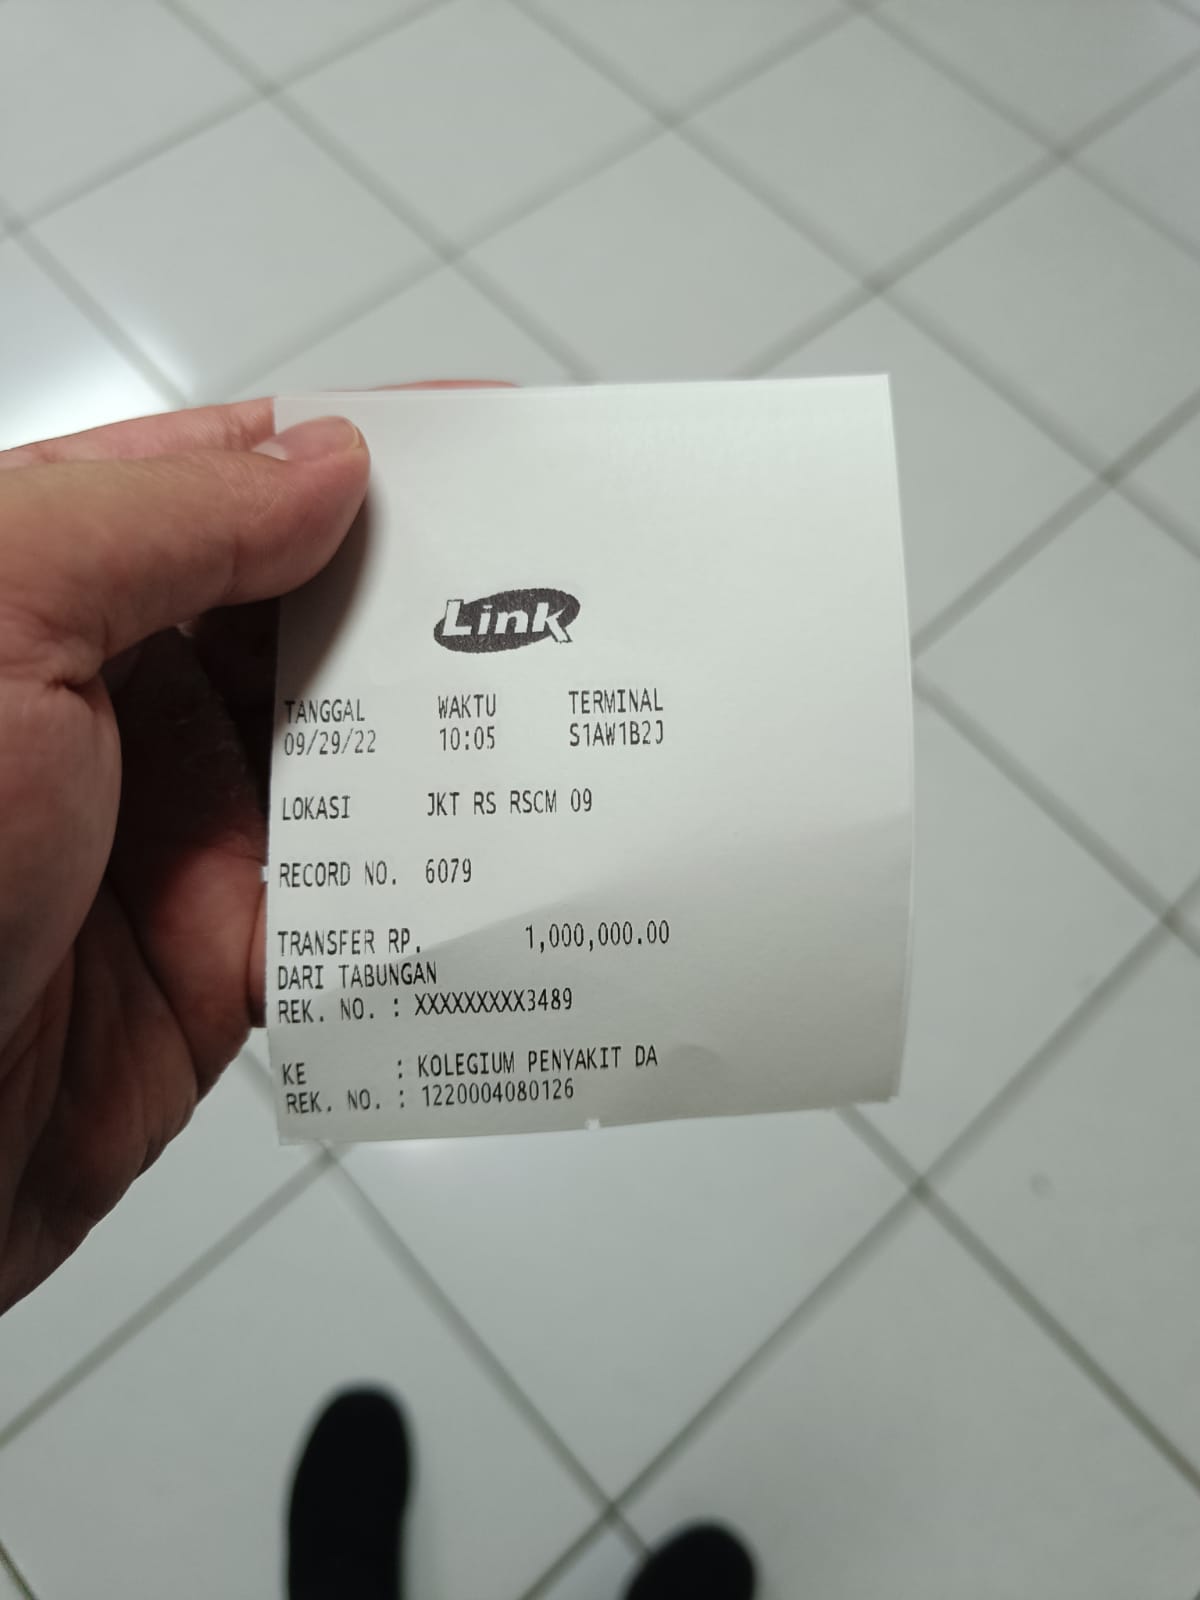 Link
TANGGAL WAKTU TERMINAL
09/29/22 10:05 S1AW1B2J
LOKASI JKT RS RSCM 09
RECORD NO. 6079
TRANSFER RP. 1,000,000.00
DARI TABUNGAN
REK. NO. : XXXXXXXXX3489
KE : KOLEGIUM PENYAKIT DA
REK. NO. : 1220004080126